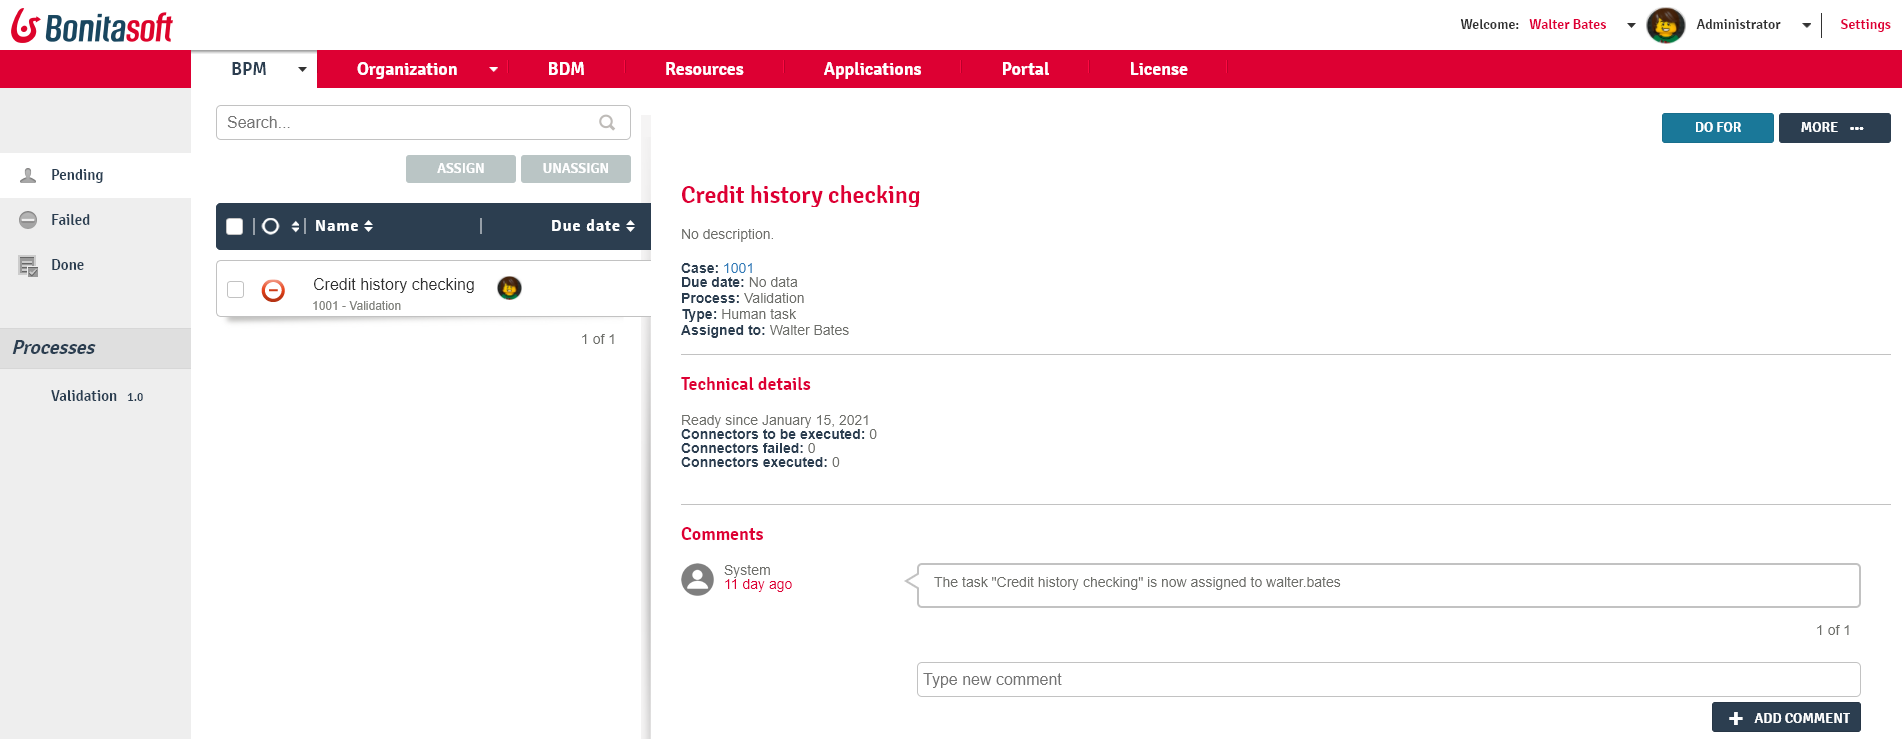 Bonitasoft
Welcome: Walter Bates Administrator Settings
BPM Organization BDM Resources Applications Portal License
Search...
ASSIGN UNASSIGN
Pending
Failed
Done
Processes
Validation 1.0
Name Due date
Credit history checking
1001 - Validation
1 of 1
DO FOR MORE
Credit history checking
No description.
Case: 1001
Due date: No data
Process: Validation
Type: Human task
Assigned to: Walter Bates
Technical details
Ready since January 15, 2021
Connectors to be executed: 0
Connectors failed: 0
Connectors executed: 0
Comments
System
11 day ago
The task "Credit history checking" is now assigned to walter.bates
1 of 1
Type new comment
ADD COMMENT